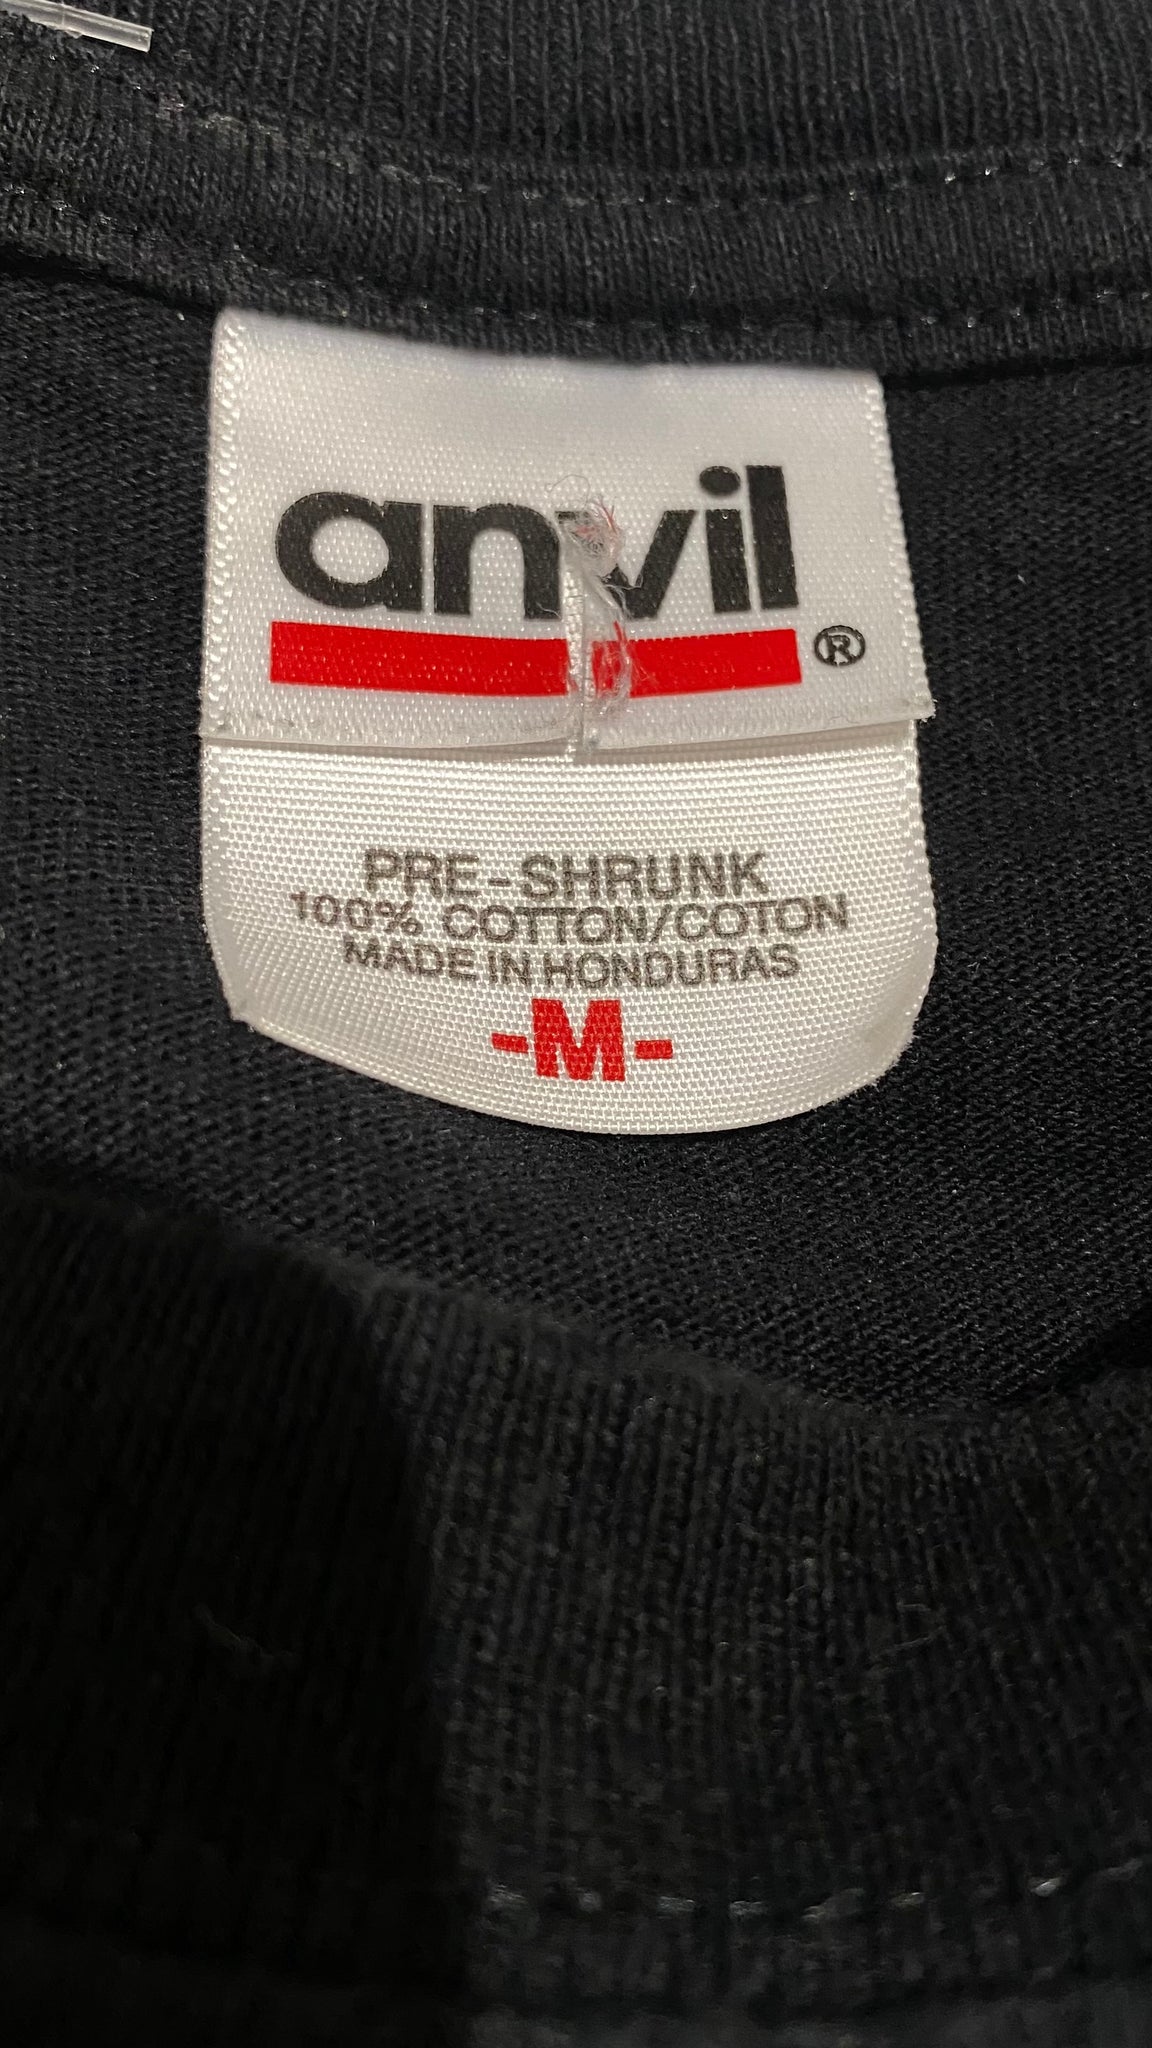 anvil ®
PRE-SHRUNK
100% COTTON/COTON
MADE IN HONDURAS
-M-